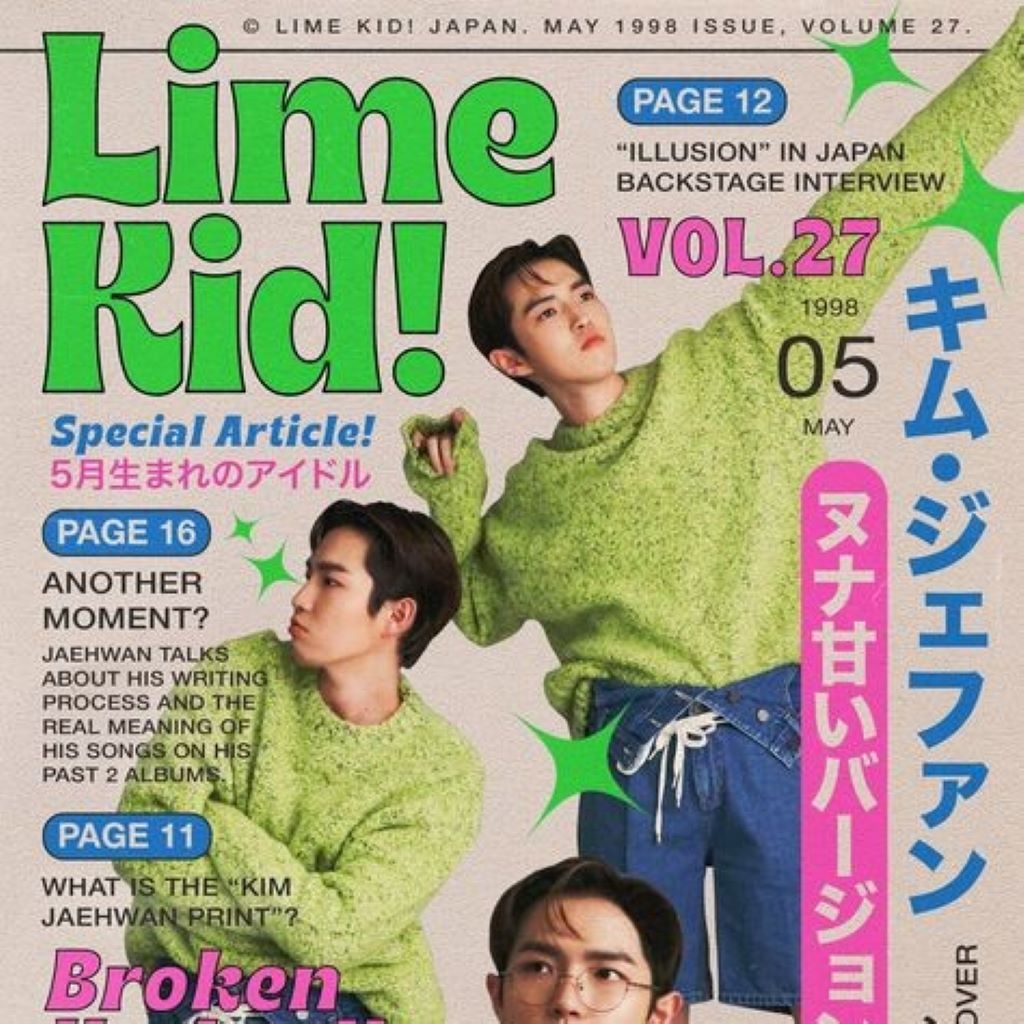 © LIME KID! JAPAN. MAY 1998 ISSUE, VOLUME 27.
Lime
Kid!
Special Article!
5月生まれのアイドル
PAGE 16
ANOTHER
MOMENT?
JAEHWAN TALKS
ABOUT HIS WRITING
PROCESS AND THE
REAL MEANING OF
HIS SONGS ON HIS
PAST 2 ALBUMS.
PAGE 11
WHAT IS THE “KIM
JAEHWAN PRINT”?
Broken
PAGE 12
“ILLUSION” IN JAPAN
BACKSTAGE INTERVIEW
VOL.27
1998
05
MAY
キム・ジェファン
ヌナ甘いバージョ